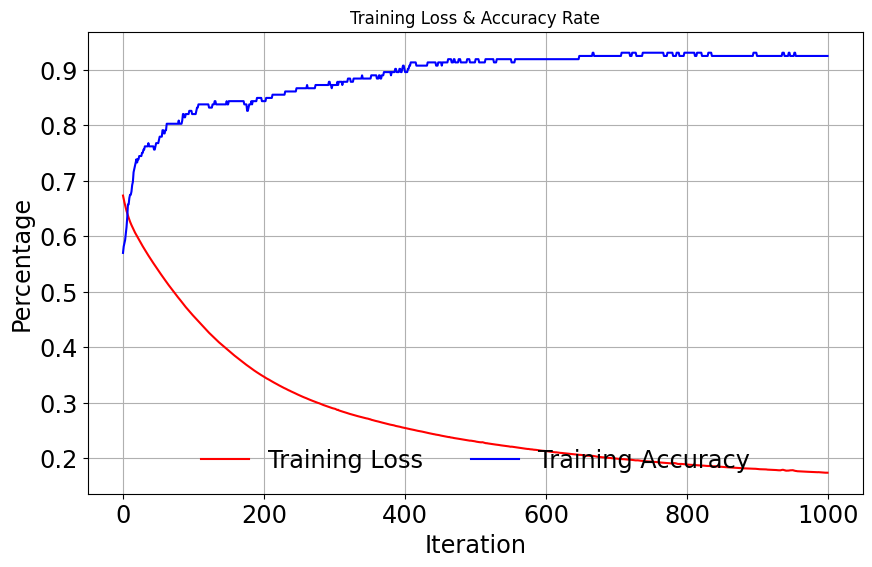 Training Loss & Accuracy Rate
0.9
0.8
0.7
0.6
0.5
0.4
0.3
0.2
Percentage
Training Loss Training Accuracy
0 200 400 600 800 1000
Iteration